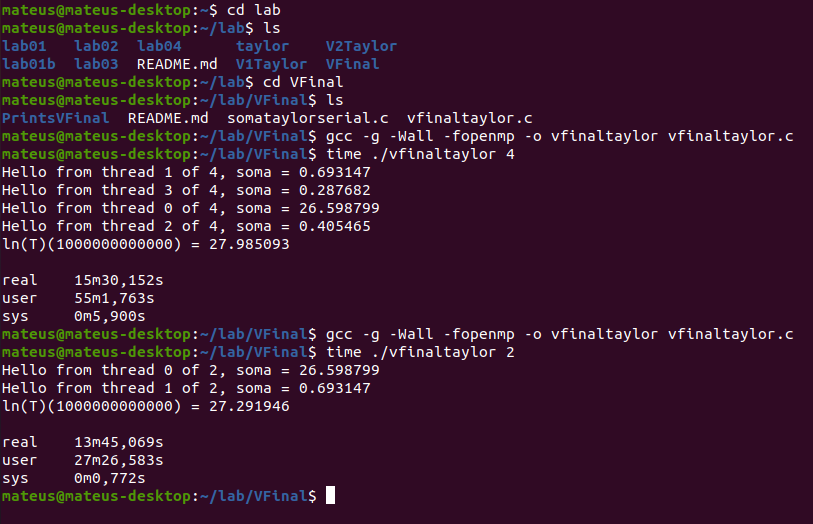 mateus@mateus-desktop:~$ cd lab
mateus@mateus-desktop:~/lab$ ls
lab01   lab02  lab04      taylor    V2Taylor
lab01b  lab03  README.md  V1Taylor  VFinal
mateus@mateus-desktop:~/lab$ cd VFinal
mateus@mateus-desktop:~/lab/VFinal$ ls
PrintsVFinal  README.md  somataylorserial.c  vfinaltaylor.c
mateus@mateus-desktop:~/lab/VFinal$ gcc -g -Wall -fopenmp -o vfinaltaylor vfinaltaylor.c
mateus@mateus-desktop:~/lab/VFinal$ time ./vfinaltaylor 4
Hello from thread 1 of 4, soma = 0.693147
Hello from thread 3 of 4, soma = 0.287682
Hello from thread 0 of 4, soma = 26.598799
Hello from thread 2 of 4, soma = 0.405465
ln(T)(1000000000000) = 27.985093
real    15m30,152s
user    55m1,763s
sys     0m5,900s
mateus@mateus-desktop:~/lab/VFinal$ gcc -g -Wall -fopenmp -o vfinaltaylor vfinaltaylor.c
mateus@mateus-desktop:~/lab/VFinal$ time ./vfinaltaylor 2
Hello from thread 0 of 2, soma = 26.598799
Hello from thread 1 of 2, soma = 0.693147
ln(T)(1000000000000) = 27.291946
real    13m45,069s
user    27m26,583s
sys     0m0,772s
mateus@mateus-desktop:~/lab/VFinal$